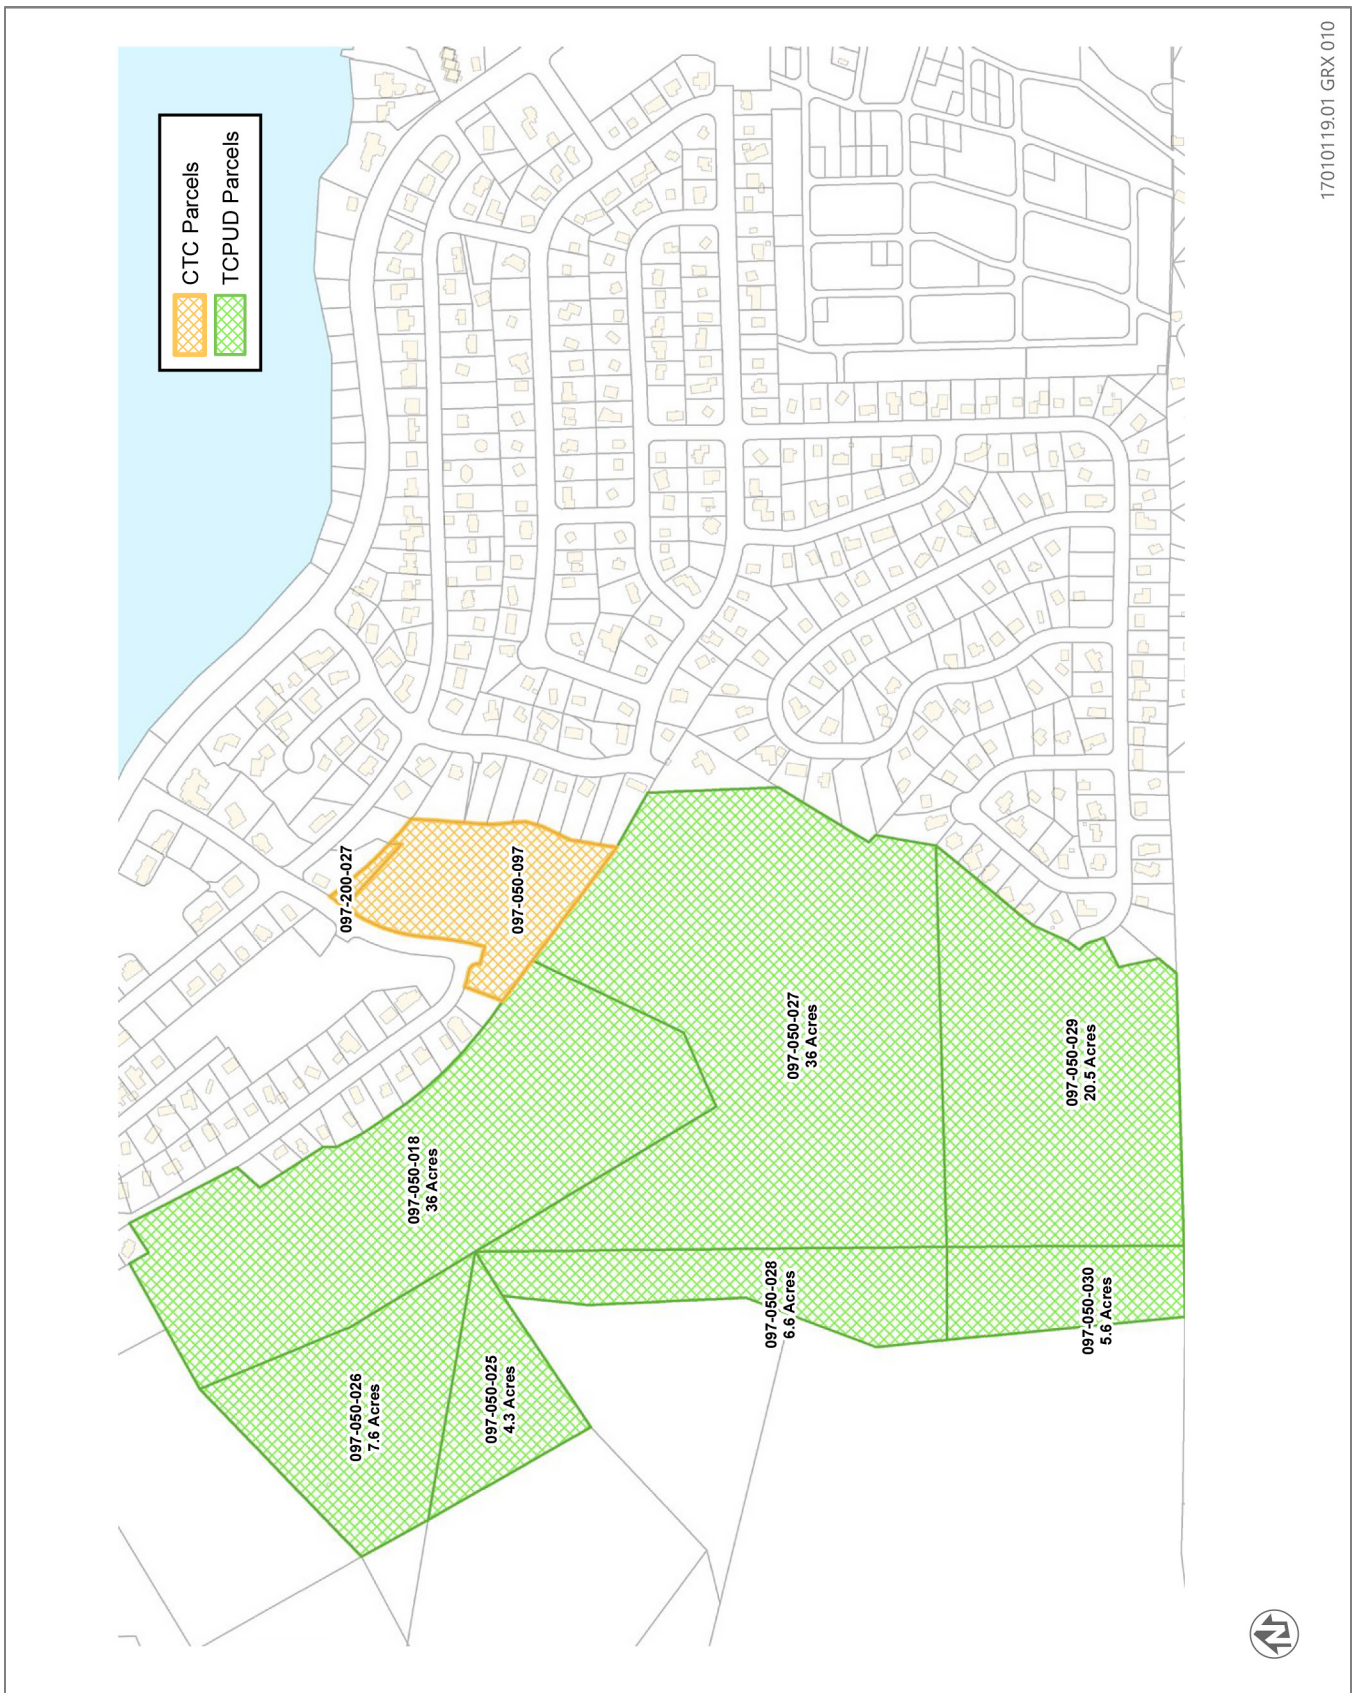 17010119.01 GRX 010
CTC Parcels
TCPUD Parcels
097-200-027
097-050-097
097-050-018
36 Acres
097-050-027
36 Acres
097-050-029
20.5 Acres
097-050-028
6.6 Acres
097-050-030
5.6 Acres
097-050-026
7.6 Acres
097-050-025
4.3 Acres
N